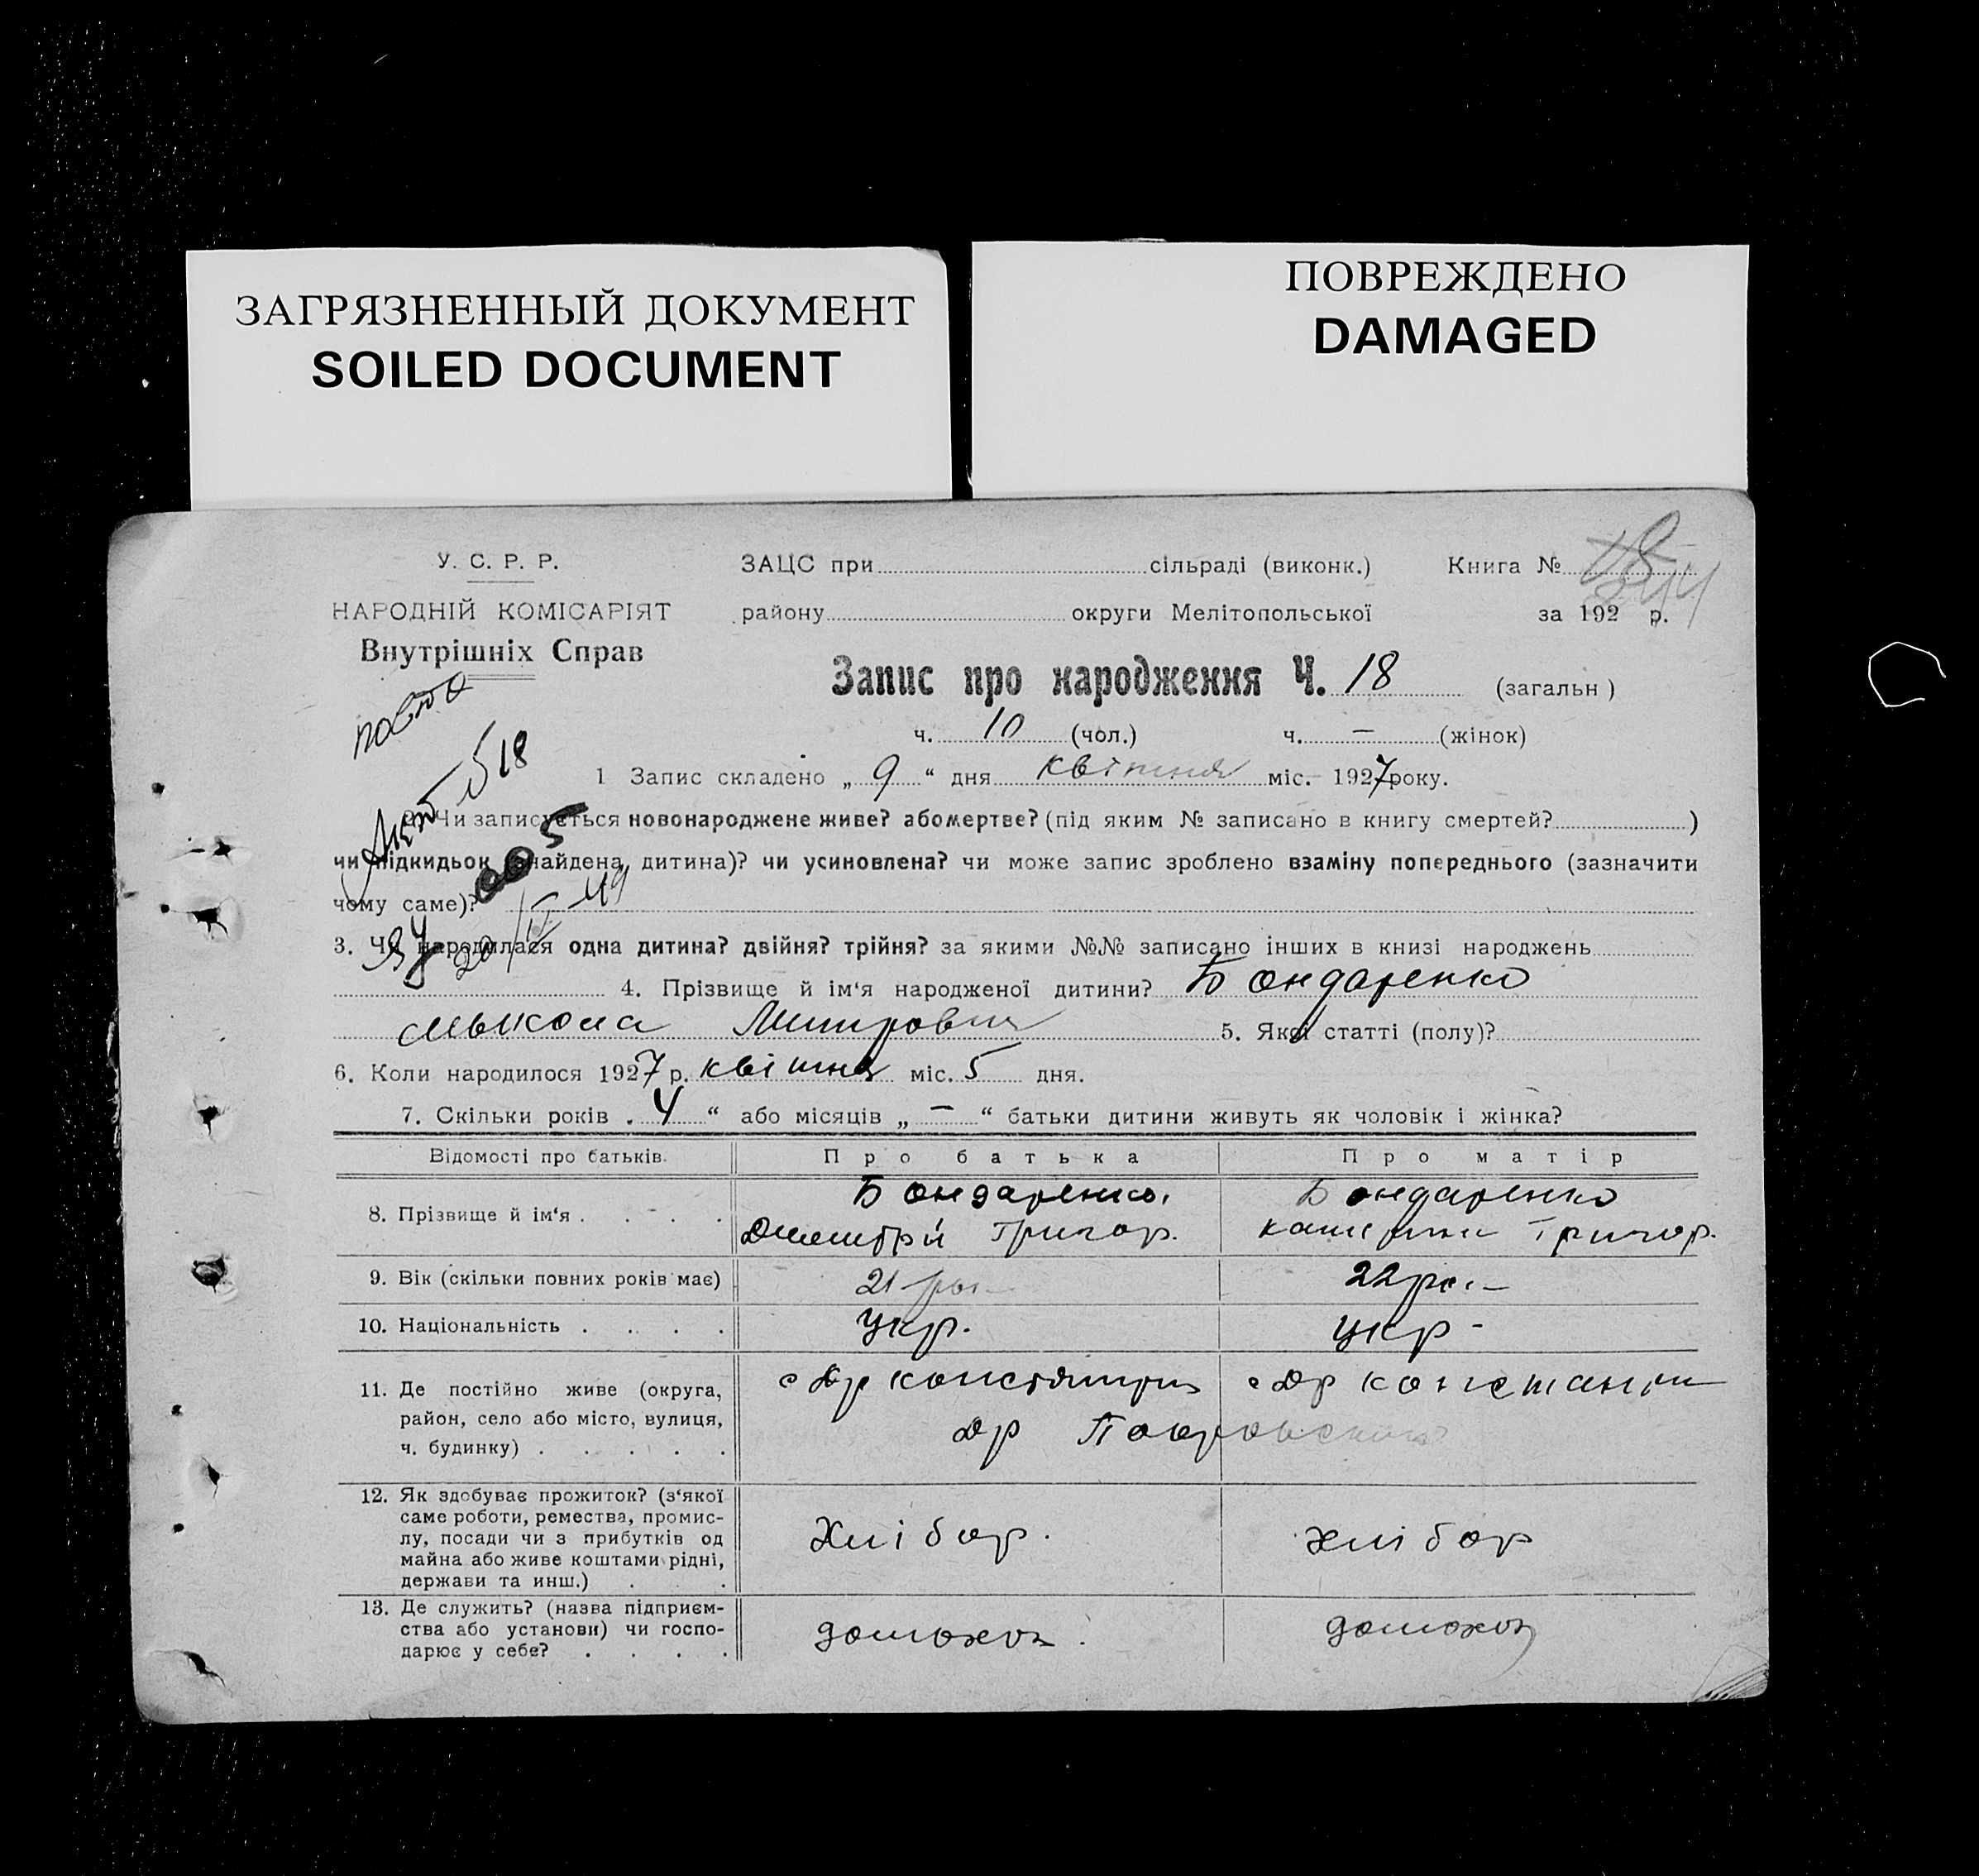 ЗАГРЯЗНЕННЫЙ ДОКУМЕНТ
SOILED DOCUMENT
ПОВРЕЖДЕНО
DAMAGED
У. С. Р. Р.
НАРОДНІЙ КОМІСАРІЯТ
Внутрішніх Справ
ЗАЦС при сільраді (виконк.) Книга №
району округи Мелітопольської за 192 р.
Запис про народження Ч. 18 (загальн)
ч. 10 (чол.) ч. — (жінок)
1 Запис складено „ 9 “ дня квітня міс. 1927 року.
2. Чи записується новонароджене живе? або мертве? (під яким № записано в книгу смертей? )
чи підкидьок (знайдена дитина)? чи усиновлена? чи може запис зроблено взаміну попереднього (зазначити
чому саме)?
3. Чи народилася одна дитина? двійня? трійня? за якими №№ записано інших в книзі народжень
4. Прізвище й ім‘я народженої дитини? Бондаренко
Микола Митрович 5. Якої статті (полу)?
6. Коли народилося 1927 р. квітня міс. 5 дня.
7. Скільки років „ 4 “ або місяців „ — “ батьки дитини живуть як чоловік і жінка?
Відомості про батьків. Про батька Про матір
8. Прізвище й ім‘я . . . . Бондаренко Бондаренко
Дмитрій Григор. Катерина Григор.
9. Вік (скільки повних років має) 21 22
10. Національність . . . . Укр. Укр -
11. Де постійно живе (округа,
район, село або місто, вулиця,
ч. будинку) . . . . .
12. Як здобуває прожиток? (з‘якої
саме роботи, ремества, промис-
лу, посади чи з прибутків од
майна або живе коштами рідні,
держави та инш.) . .
Хлібор. хлібор
13. Де служить? (назва підприєм-
ства або установи) чи госпо-
дарює у себе? . . . .
домохоз. домохоз